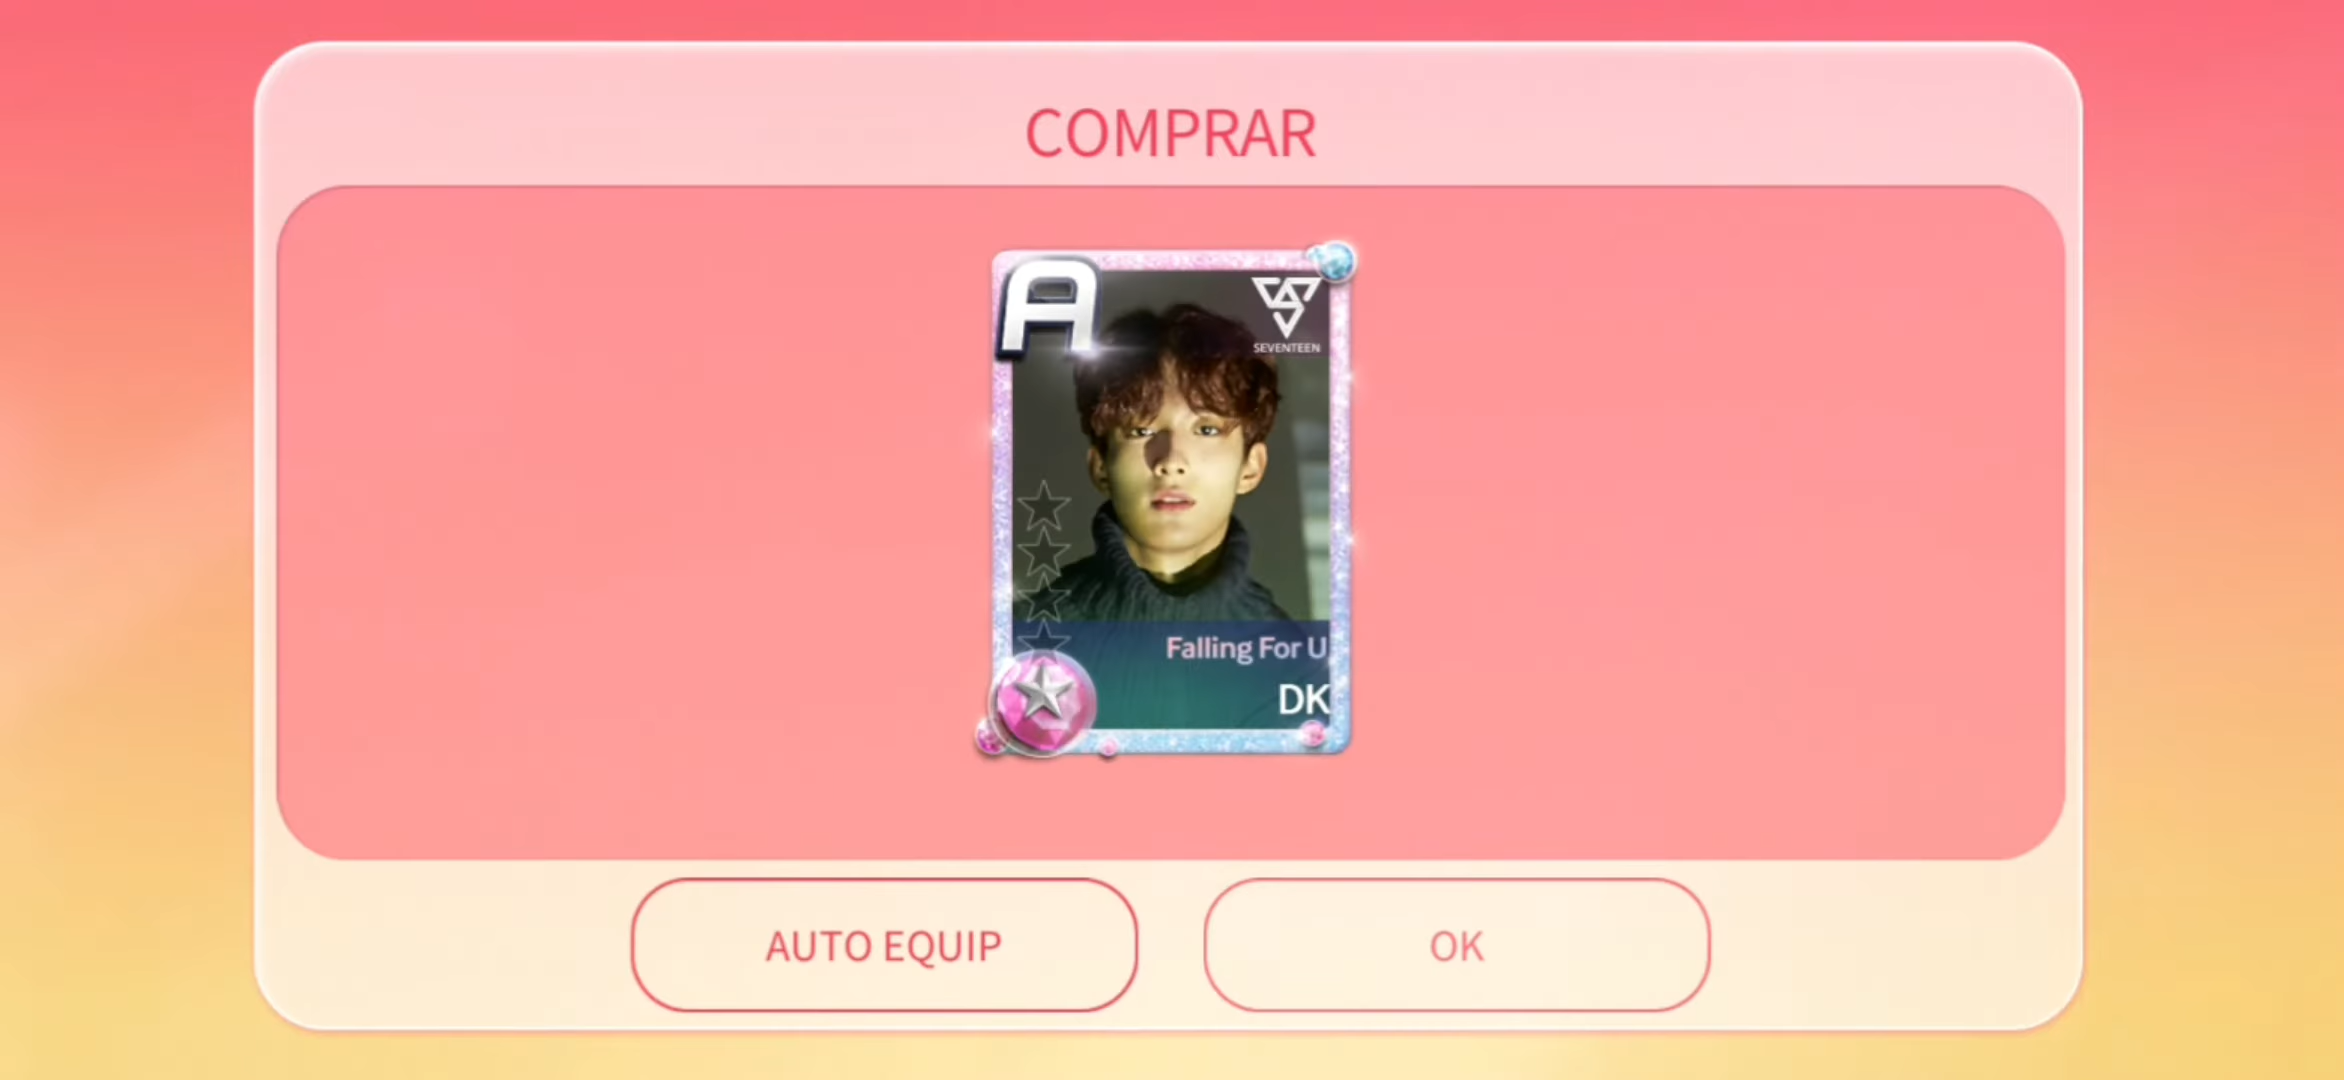 COMPRAR
A
SEVENTEEN
Falling For U
DK
AUTO EQUIP
OK